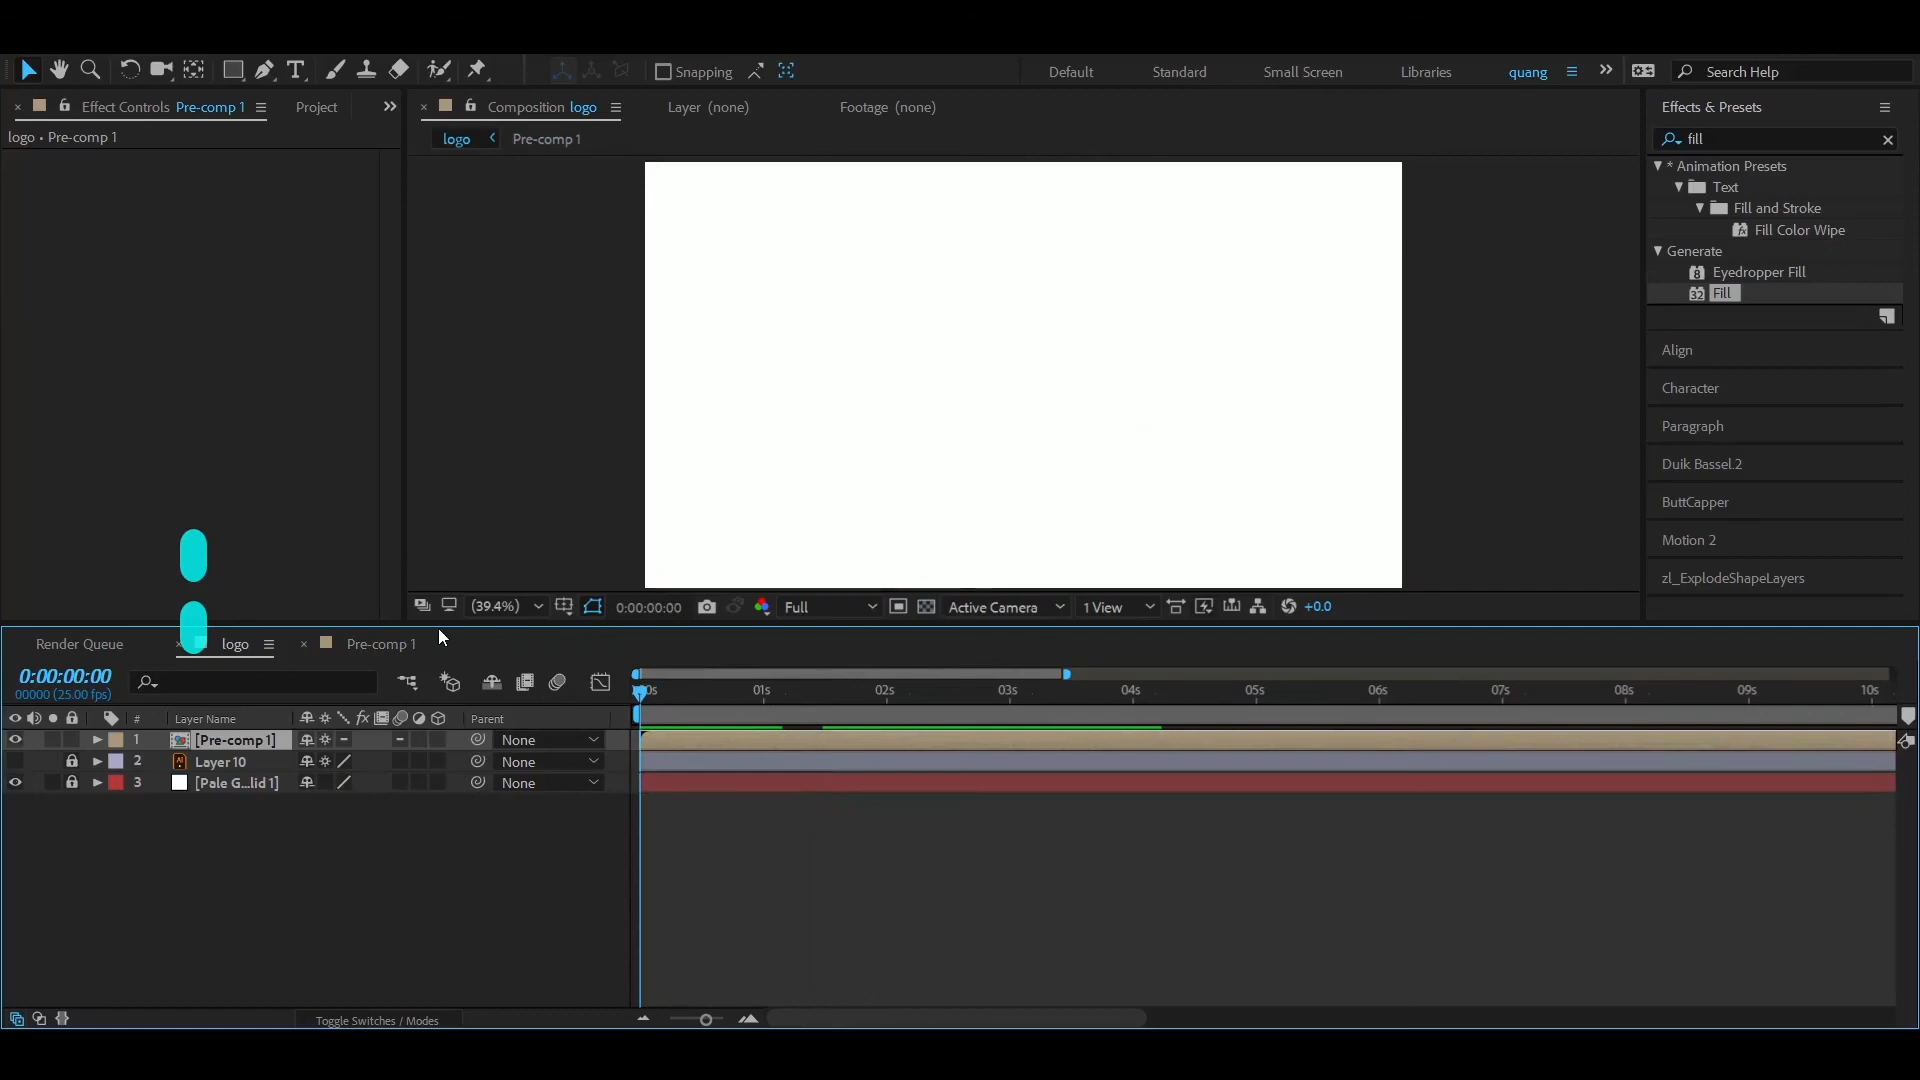 Snapping
Default
Standard
Small Screen
Libraries
quang
Search Help
Effect Controls Pre-comp 1
Project
Composition logo
Layer (none)
Footage (none)
Effects & Presets
logo • Pre-comp 1
logo
Pre-comp 1
fill
* Animation Presets
Text
Fill and Stroke
Fill Color Wipe
Generate
Eyedropper Fill
Fill
Align
Character
Paragraph
Duik Bassel.2
ButtCapper
Motion 2
zl_ExplodeShapeLayers
(39.4%)
0:00:00:00
Full
Active Camera
1 View
+0.0
Render Queue
logo
Pre-comp 1
0:00:00:00
00000 (25.00 fps)
00s
01s
02s
03s
04s
05s
06s
07s
08s
09s
10s
#
Layer Name
Parent
1
[Pre-comp 1]
None
2
Layer 10
None
3
[Pale G...lid 1]
None
Toggle Switches / Modes